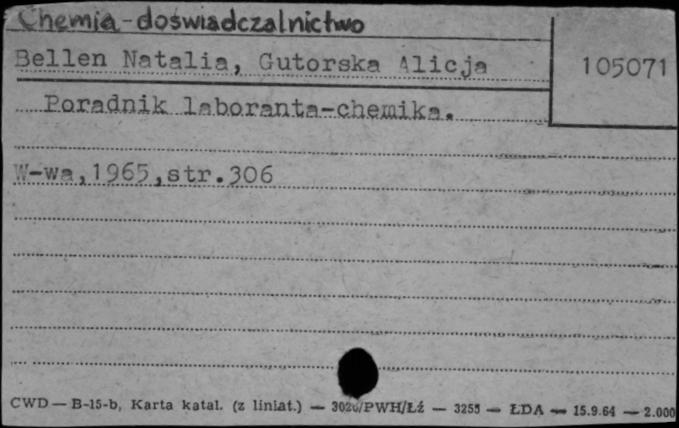 Chemia-doświadczalnictwo
Bellen Natalia, Gutorska Alicja
105071
Poradnik laboranta-chemika.
W-wa,1965,str.306
CWD — B-15-b, Karta katal. (z liniat.) — 3020/PWH/Łź — 3255 — ŁDA — 15.9.64 — 2.000